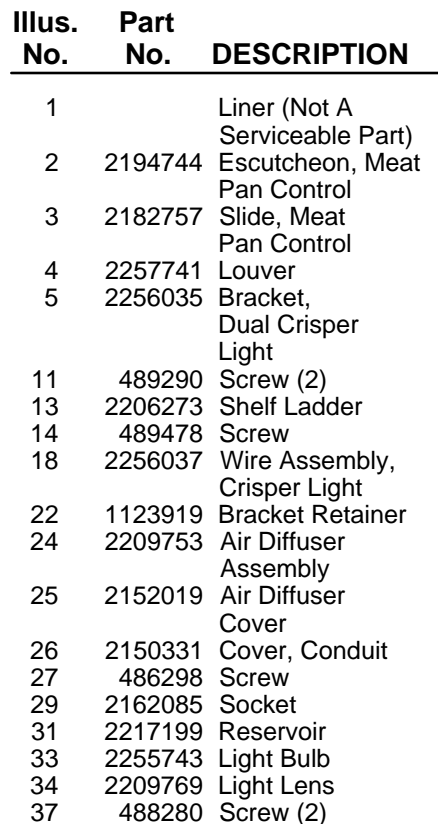 Illus. Part
No. No. DESCRIPTION
1 Liner (Not A
Serviceable Part)
2 2194744 Escutcheon, Meat
Pan Control
3 2182757 Slide, Meat
Pan Control
4 2257741 Louver
5 2256035 Bracket,
Dual Crisper
Light
11 489290 Screw (2)
13 2206273 Shelf Ladder
14 489478 Screw
18 2256037 Wire Assembly,
Crisper Light
22 1123919 Bracket Retainer
24 2209753 Air Diffuser
Assembly
25 2152019 Air Diffuser
Cover
26 2150331 Cover, Conduit
27 486298 Screw
29 2162085 Socket
31 2217199 Reservoir
33 2255743 Light Bulb
34 2209769 Light Lens
37 488280 Screw (2)